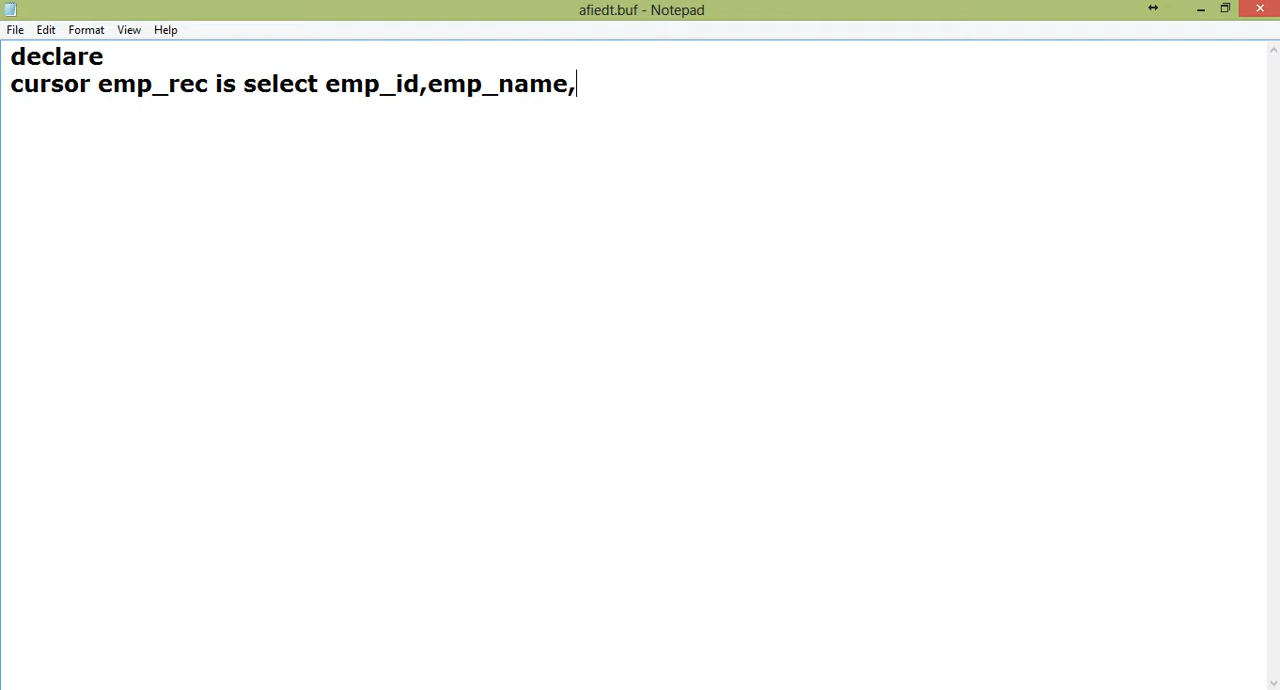 afiedt.buf - Notepad
File Edit Format View Help
declare
cursor emp_rec is select emp_id,emp_name,